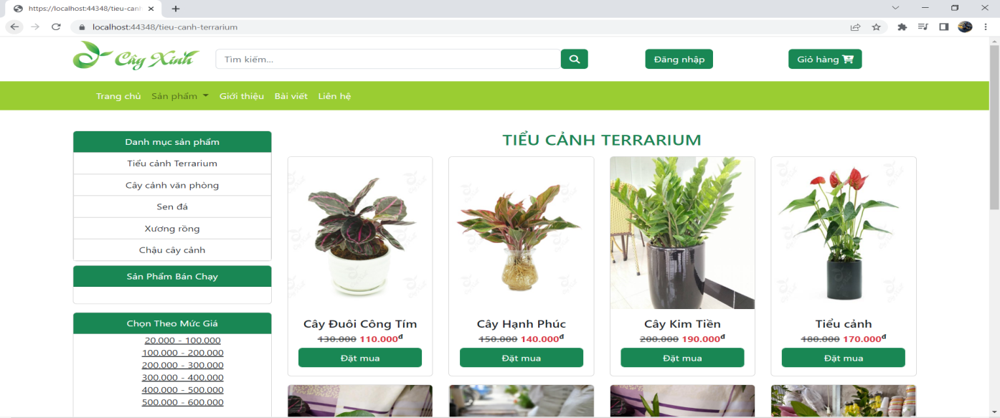 https://localhost:44348/tieu-canh
localhost:44348/tieu-canh-terrarium
Cây Xinh
Tìm kiếm...
Đăng nhập
Giỏ hàng
Trang chủ Sản phẩm Giới thiệu Bài viết Liên hệ
Danh mục sản phẩm
Tiểu cảnh Terrarium
Cây cảnh văn phòng
Sen đá
Xương rồng
Chậu cây cảnh
Sản Phẩm Bán Chạy
Chọn Theo Mức Giá
20.000 - 100.000
100.000 - 200.000
200.000 - 300.000
300.000 - 400.000
400.000 - 500.000
500.000 - 600.000
TIỂU CẢNH TERRARIUM
Cây Đuôi Công Tím
130.000 110.000đ
Đặt mua
Cây Hạnh Phúc
150.000 140.000đ
Đặt mua
Cây Kim Tiền
200.000 190.000đ
Đặt mua
Tiểu cảnh
180.000 170.000đ
Đặt mua